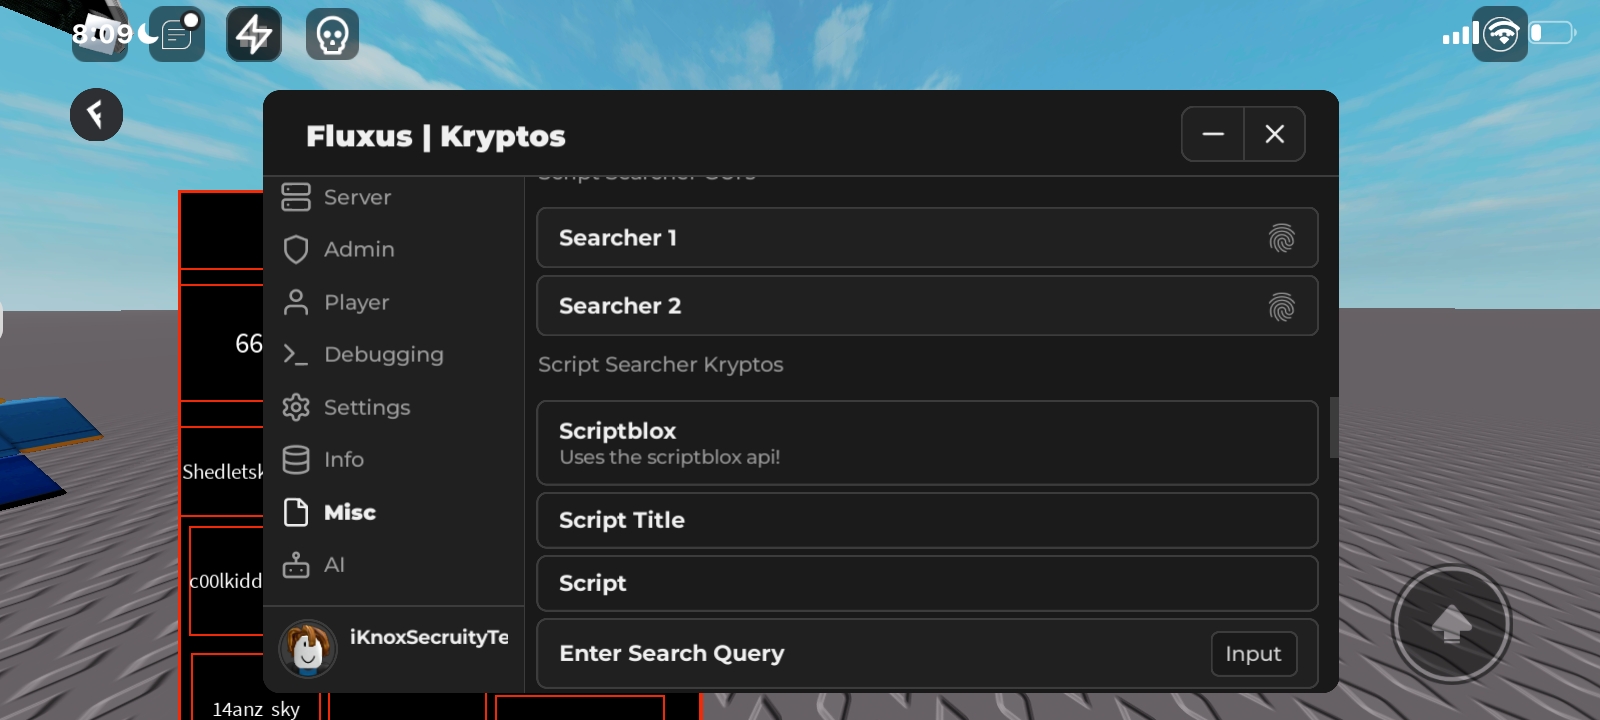 8:09
Fluxus | Kryptos
Server
Admin
Player
Debugging
Settings
Info
Misc
AI
iKnoxSecruityTe
Searcher 1
Searcher 2
Script Searcher Kryptos
Scriptblox
Uses the scriptblox api!
Script Title
Script
Enter Search Query
Input
66
Shedletsk
c00lkidd
14anz sky